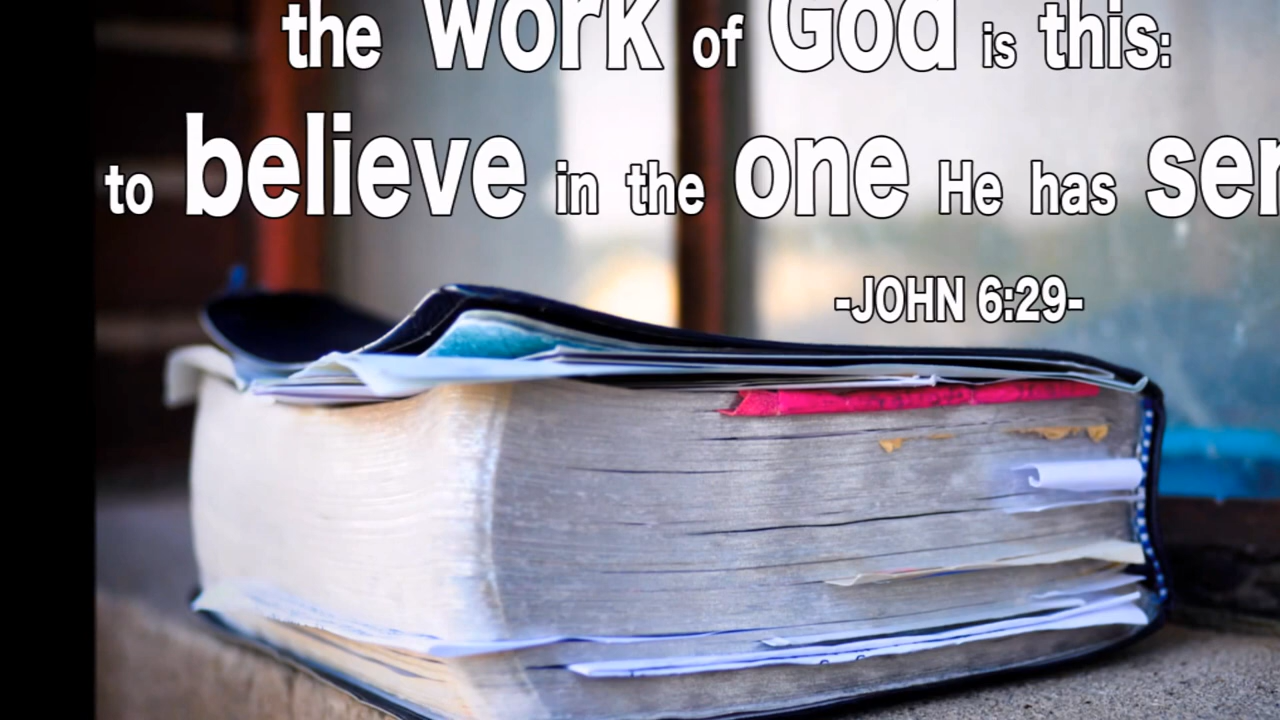 the work of God is this:
to believe in the one He has
-JOHN 6:29-